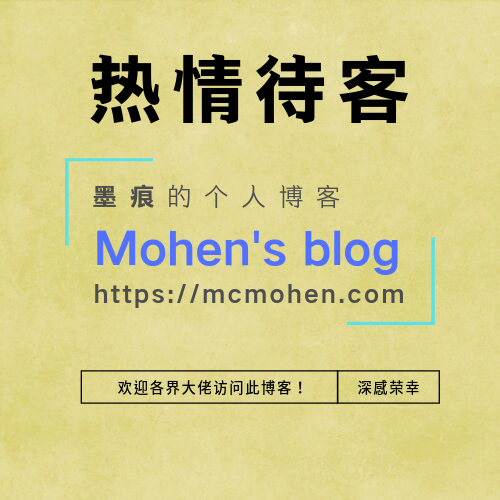 热情待客
墨痕的个人博客
Mohen's blog
https://mcmohen.com
欢迎各界大佬访问此博客！ 深感荣幸